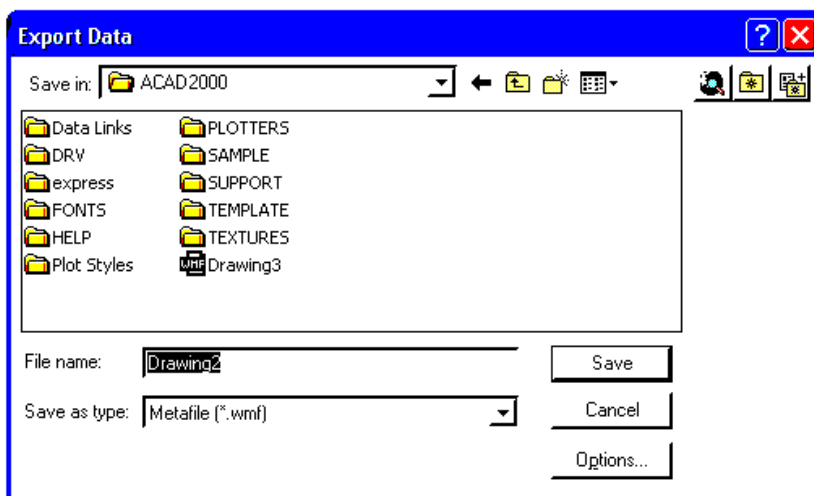 Export Data
Save in: ACAD2000
Data Links PLOTTERS
DRV SAMPLE
express SUPPORT
FONTS TEMPLATE
HELP TEXTURES
Plot Styles WMF Drawing3
File name: Drawing2 Save
Save as type: Metafile (*.wmf) Cancel
Options...